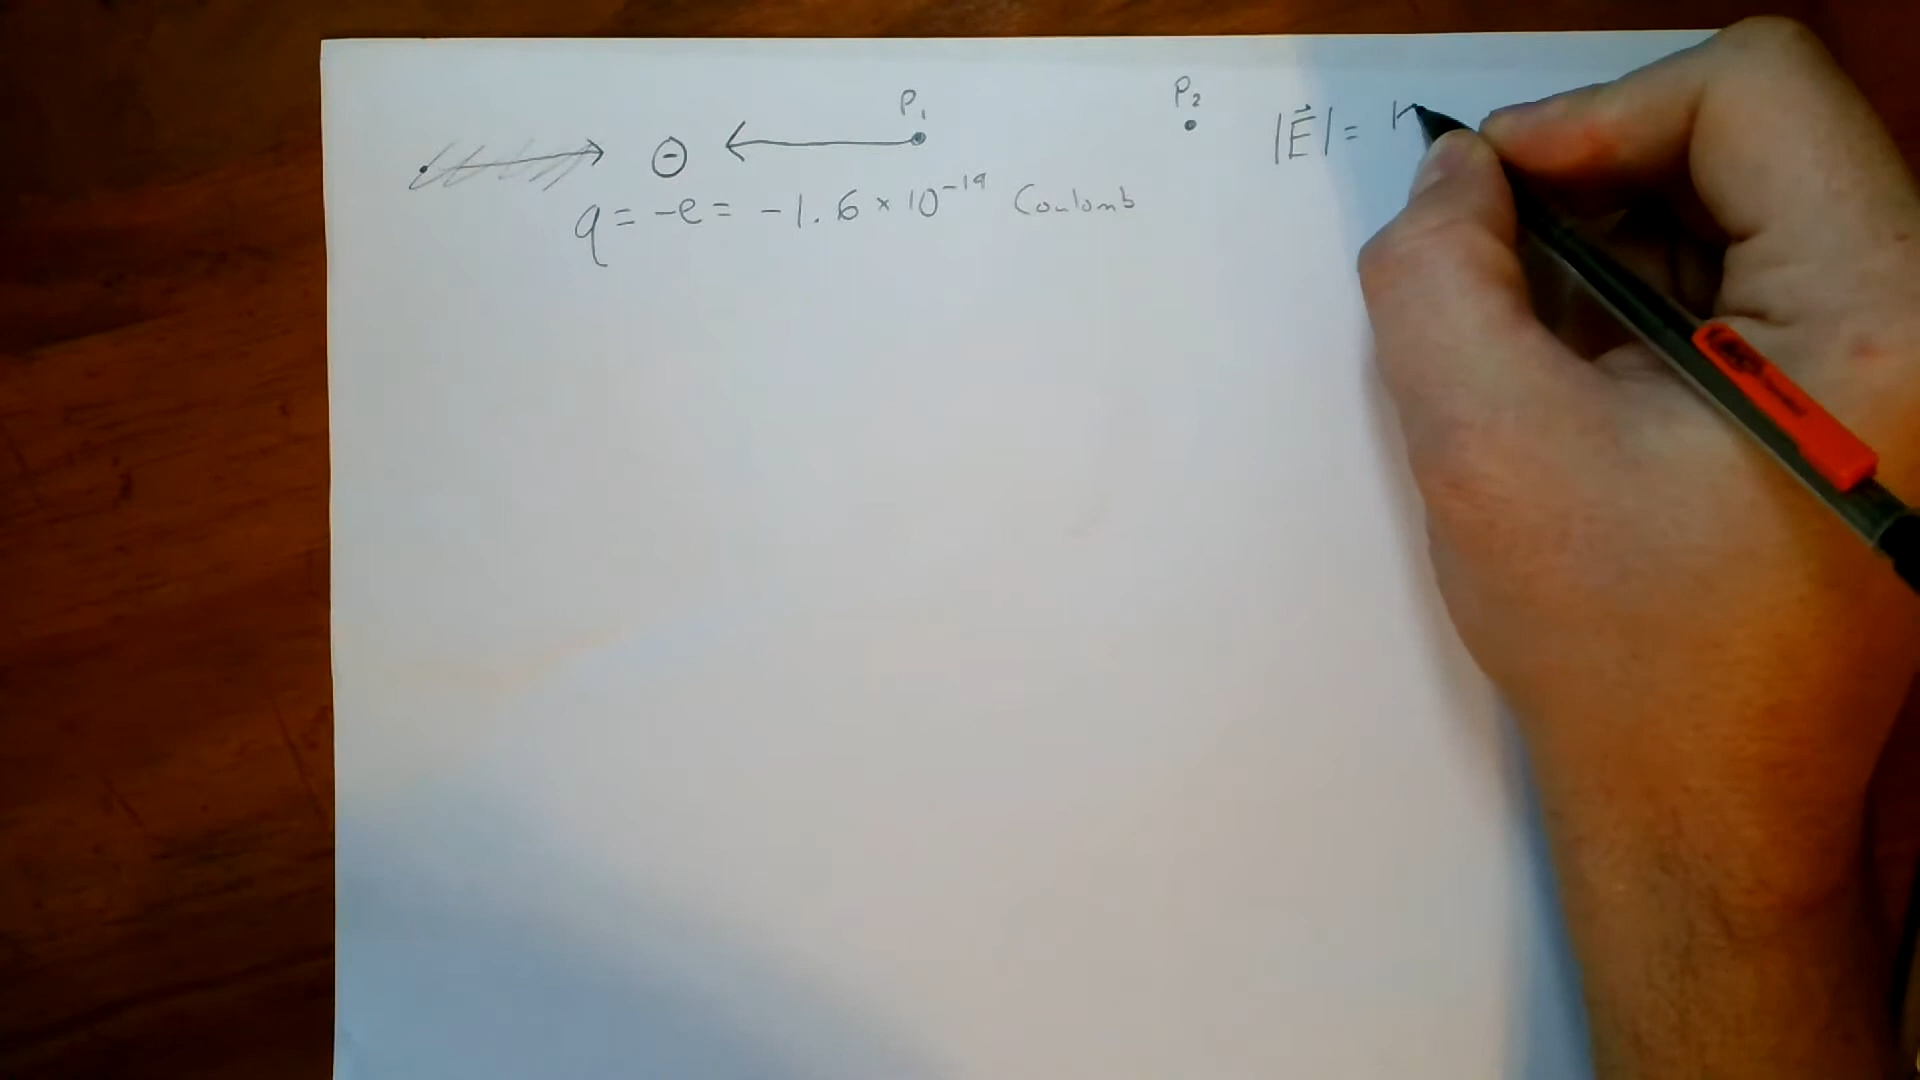 P₁
P₂
|E⃗| =
⊖
q = -e = -1.6 × 10⁻¹⁹ Coulomb